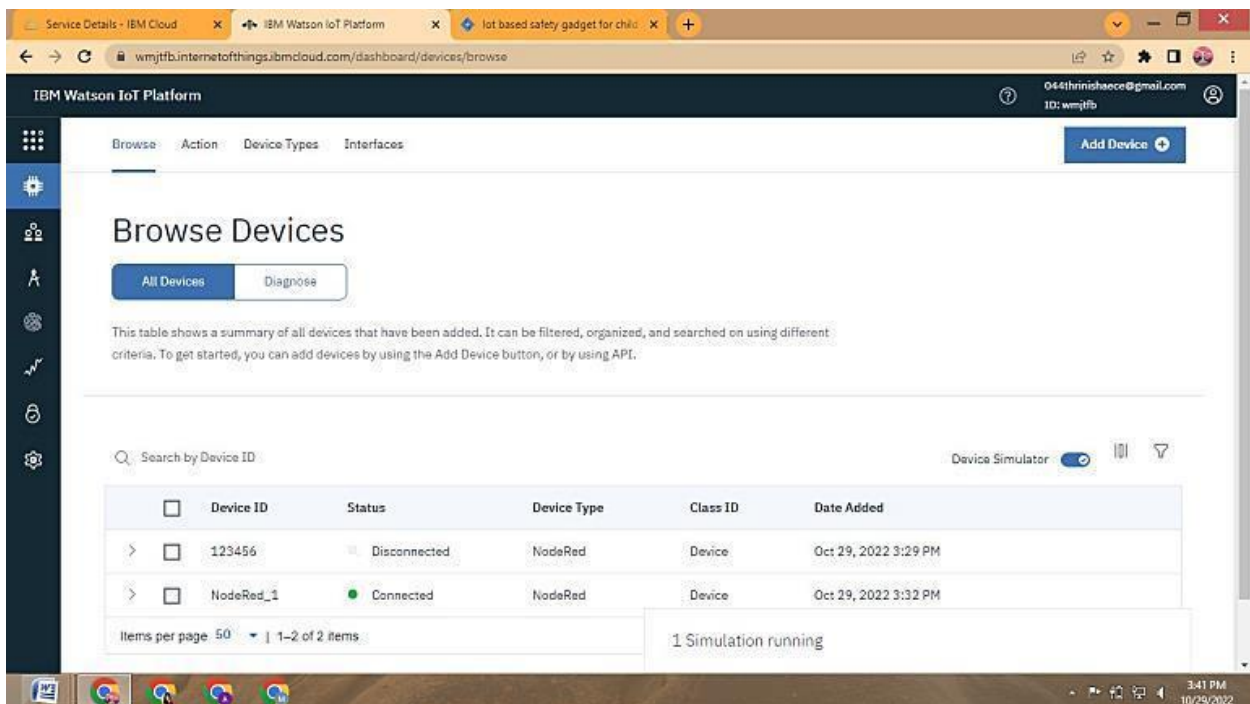 Service Details - IBM Cloud
IBM Watson IoT Platform
Iot based safety gadget for child
wmjtfb.internetofthings.ibmcloud.com/dashboard/devices/browse
IBM Watson IoT Platform
044thrinishaece@gmail.com
ID: wmjtfb
Browse Action Device Types Interfaces
Add Device
Browse Devices
All Devices Diagnose
This table shows a summary of all devices that have been added. It can be filtered, organized, and searched on using different
criteria. To get started, you can add devices by using the Add Device button, or by using API.
Search by Device ID
Device Simulator
Device ID Status Device Type Class ID Date Added
123456 Disconnected NodeRed Device Oct 29, 2022 3:29 PM
NodeRed_1 Connected NodeRed Device Oct 29, 2022 3:32 PM
Items per page 50 | 1–2 of 2 items
1 Simulation running
3:41 PM
10/29/2022